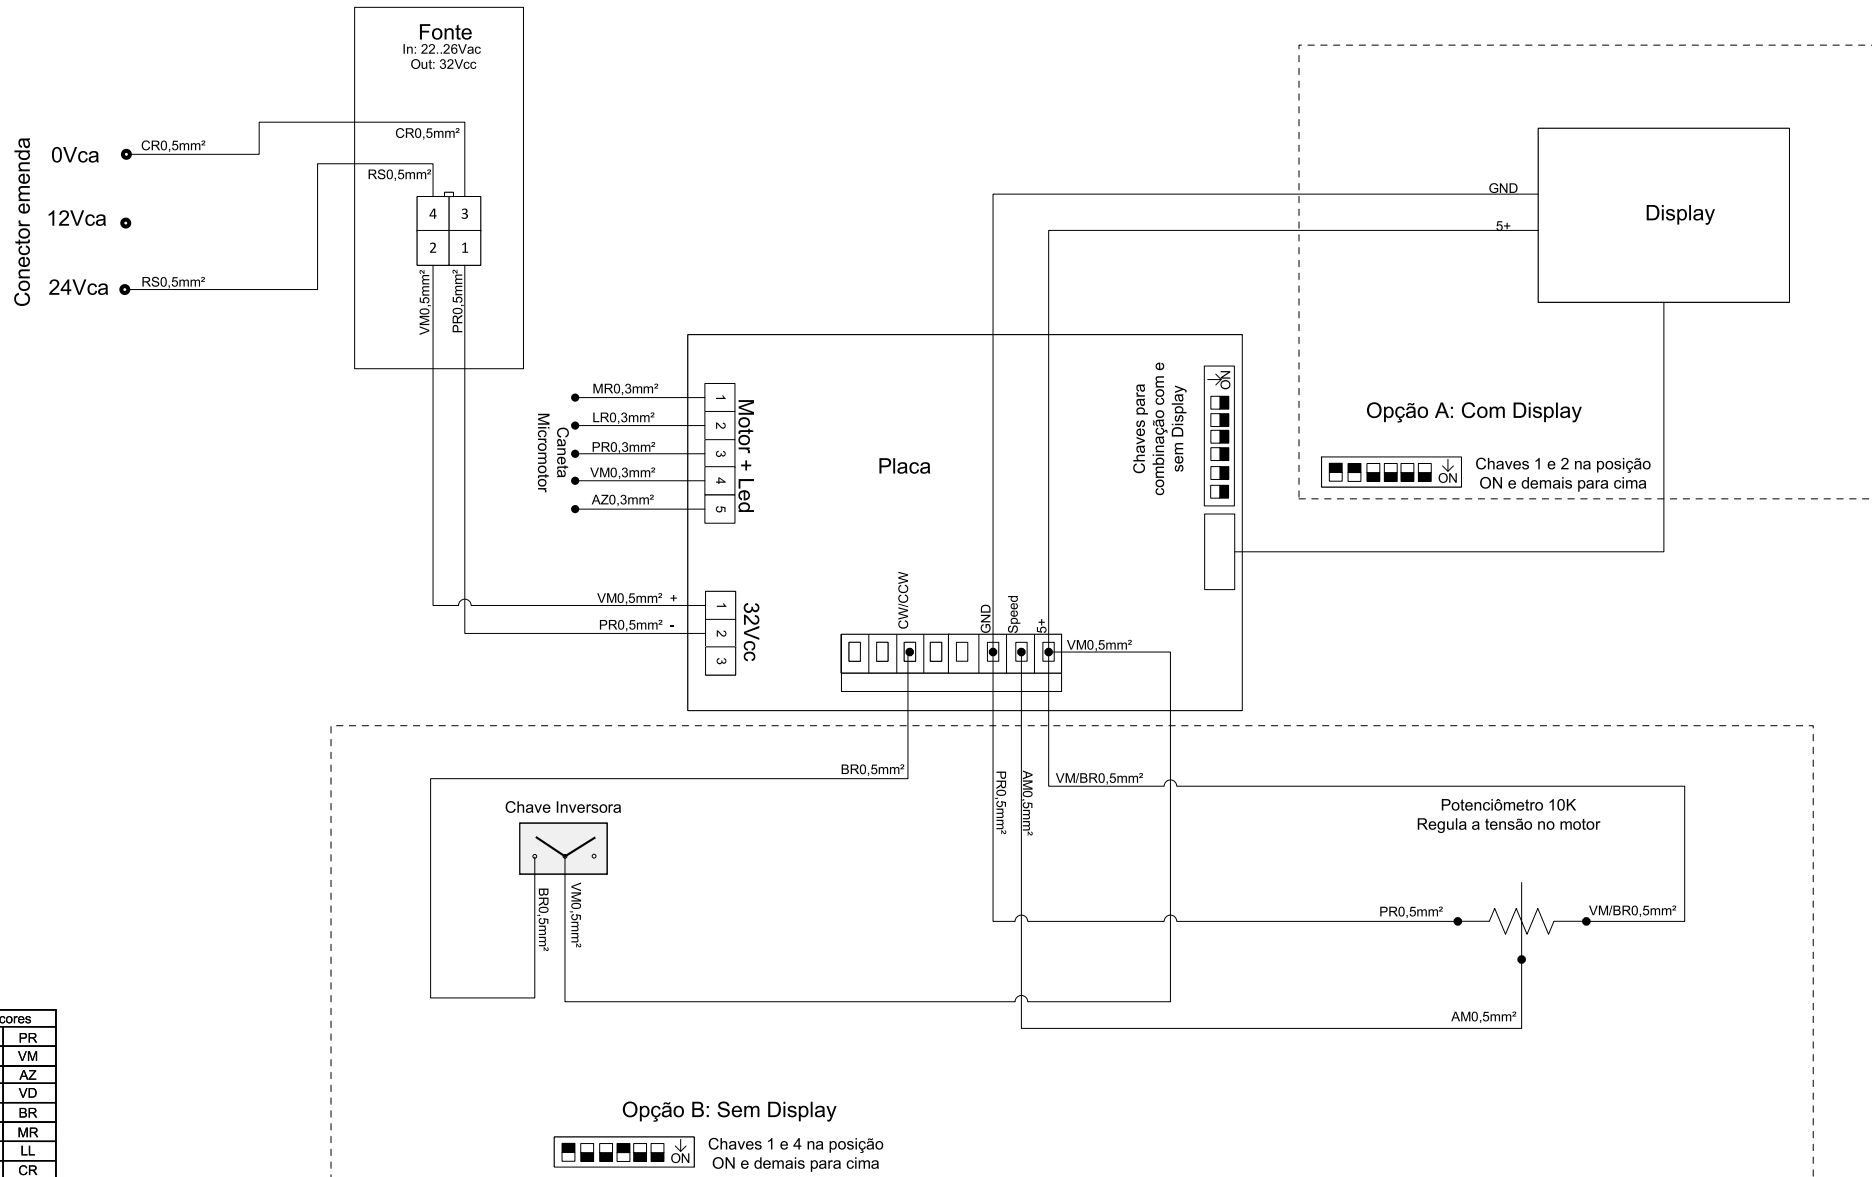 Fonte
In: 22..26Vac
Out: 32Vcc
Conector emenda
0Vca
CR0,5mm²
CR0,5mm²
RS0,5mm²
12Vca
24Vca
RS0,5mm²
4
3
2
1
VM0,5mm²
PR0,5mm²
GND
5+
Display
Opção A: Com Display
ON
Chaves 1 e 2 na posição
ON e demais para cima
Placa
Chaves para
combinação com e
sem Display
ON
Caneta
Micromotor
MR0,3mm²
LR0,3mm²
PR0,3mm²
VM0,3mm²
AZ0,3mm²
1
2
3
4
5
Motor + Led
VM0,5mm² +
PR0,5mm² -
1
2
3
32Vcc
CW/CCW
GND
Speed
5+
VM0,5mm²
BR0,5mm²
PR0,5mm²
AM0,5mm²
VM/BR0,5mm²
Chave Inversora
BR0,5mm²
VM0,5mm²
Potenciômetro 10K
Regula a tensão no motor
PR0,5mm²
VM/BR0,5mm²
AM0,5mm²
Opção B: Sem Display
ON
Chaves 1 e 4 na posição
ON e demais para cima
cores
PR
VM
AZ
VD
BR
MR
LL
CR